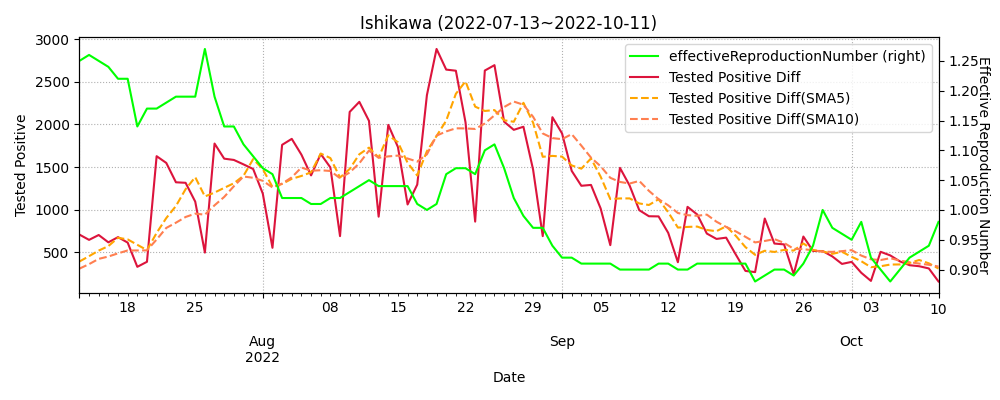 Ishikawa (2022-07-13~2022-10-11)
effectiveReproductionNumber (right)
Tested Positive Diff
Tested Positive Diff(SMA5)
Tested Positive Diff(SMA10)
Tested Positive
3000
2500
2000
1500
1000
500
Effective Reproduction Number
1.25
1.20
1.15
1.10
1.05
1.00
0.95
0.90
18 25 08 15 22 29 05 12 19 26 03 10
Aug Sep Oct
2022
Date